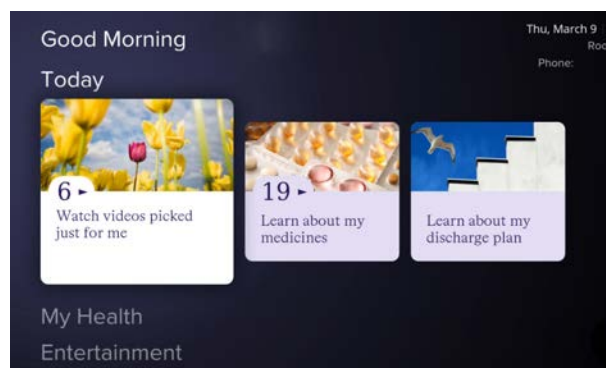 Good Morning
Thu, March 9
Phone:
Today
6
Watch videos picked
just for me
19
Learn about my
medicines
Learn about my
discharge plan
My Health
Entertainment